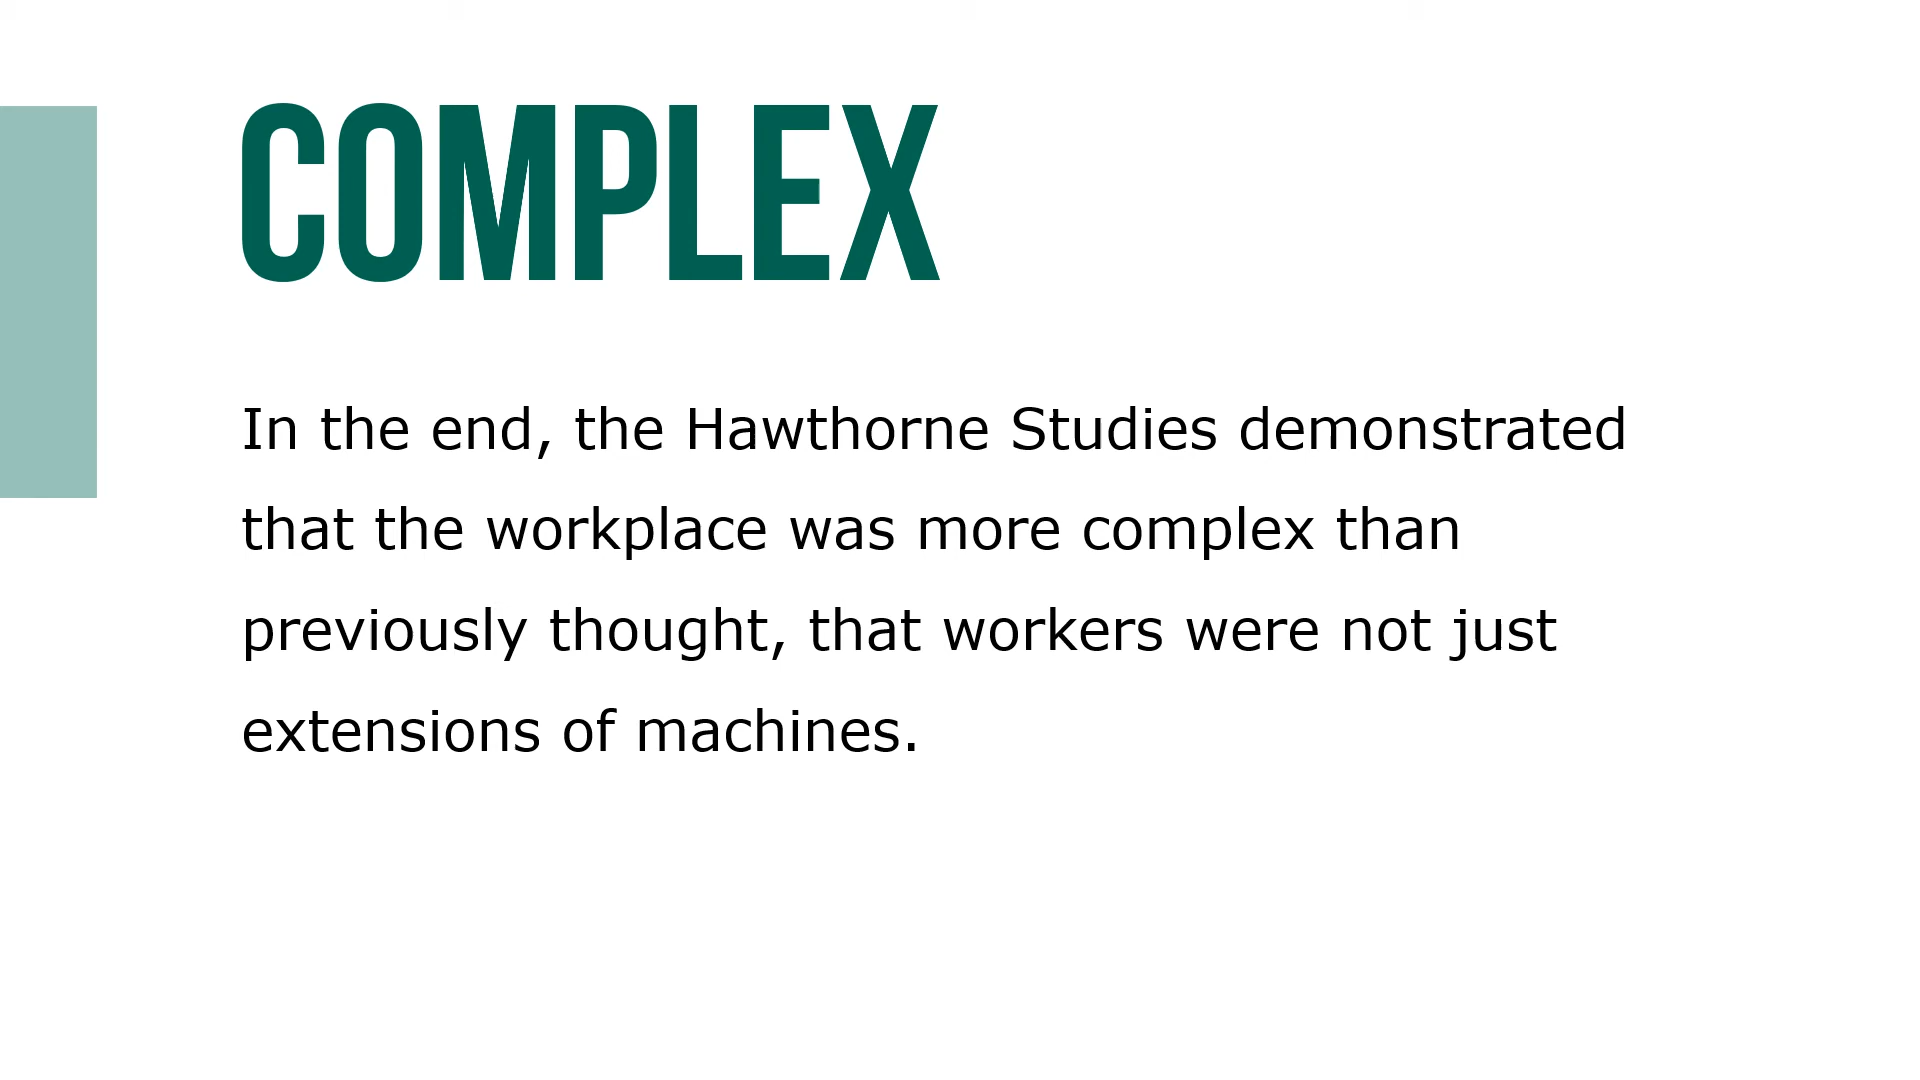 COMPLEX
In the end, the Hawthorne Studies demonstrated
that the workplace was more complex than
previously thought, that workers were not just
extensions of machines.